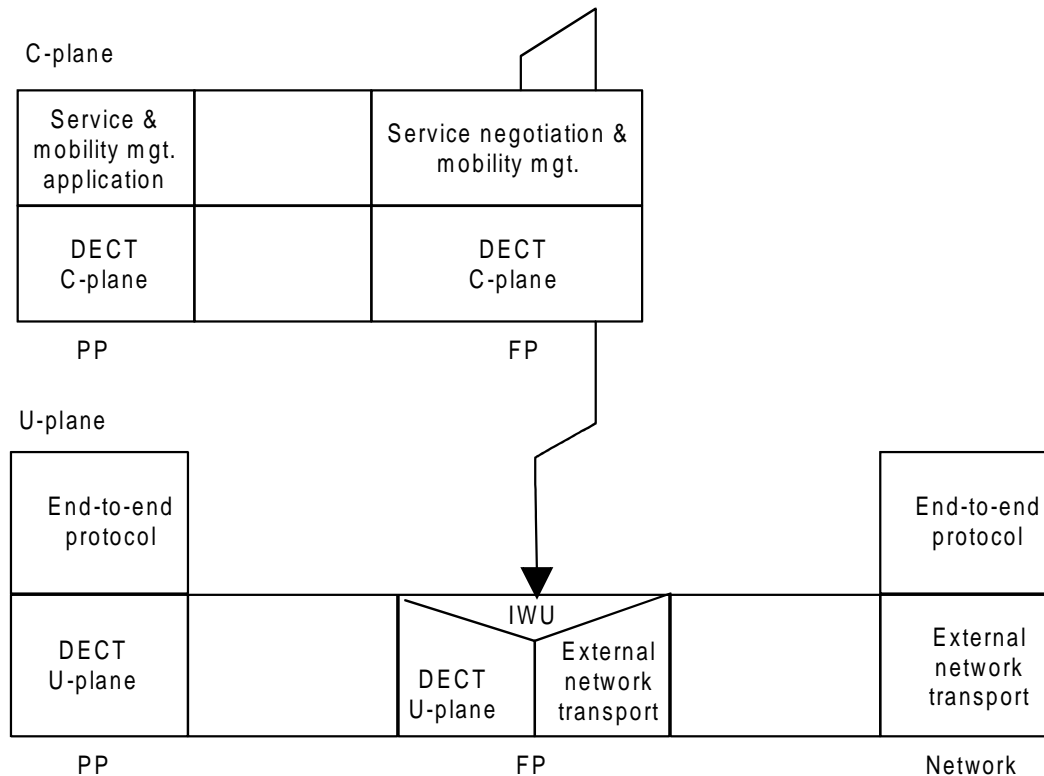 C-plane
Service &
mobility mgt.
application
Service negotiation &
mobility mgt.
DECT
C-plane
DECT
C-plane
PP
FP
U-plane
End-to-end
protocol
End-to-end
protocol
IWU
DECT
U-plane
DECT
U-plane
External
network
transport
External
network
transport
PP
FP
Network